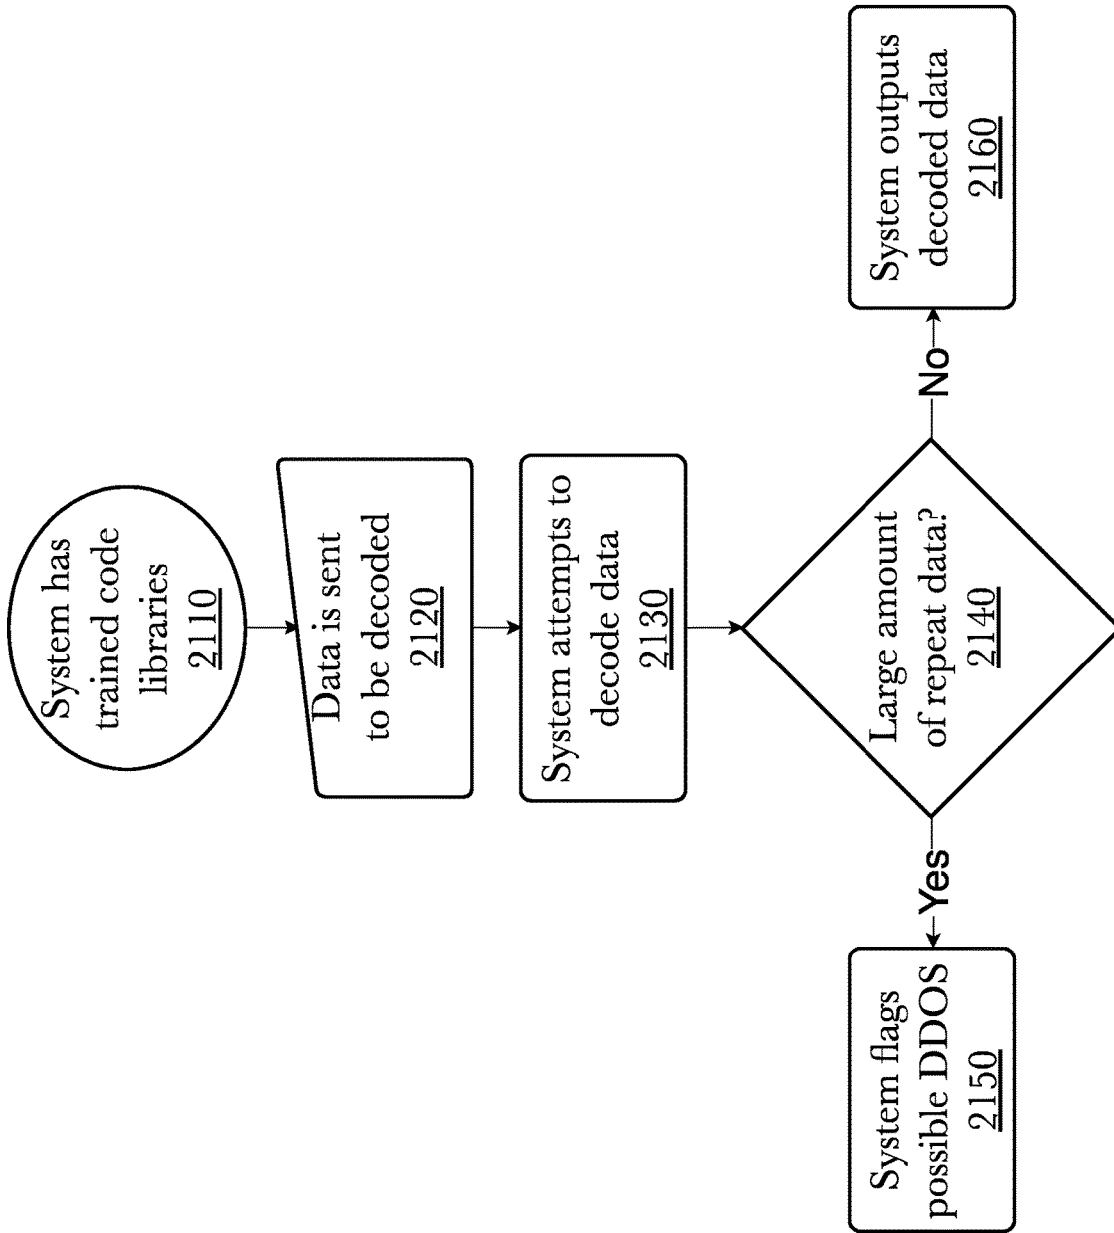 System has
trained code
libraries
2110
Data is sent
to be decoded
2120
System attempts to
decode data
2130
Large amount
of repeat data?
2140
Yes
No
System flags
possible DDOS
2150
System outputs
decoded data
2160